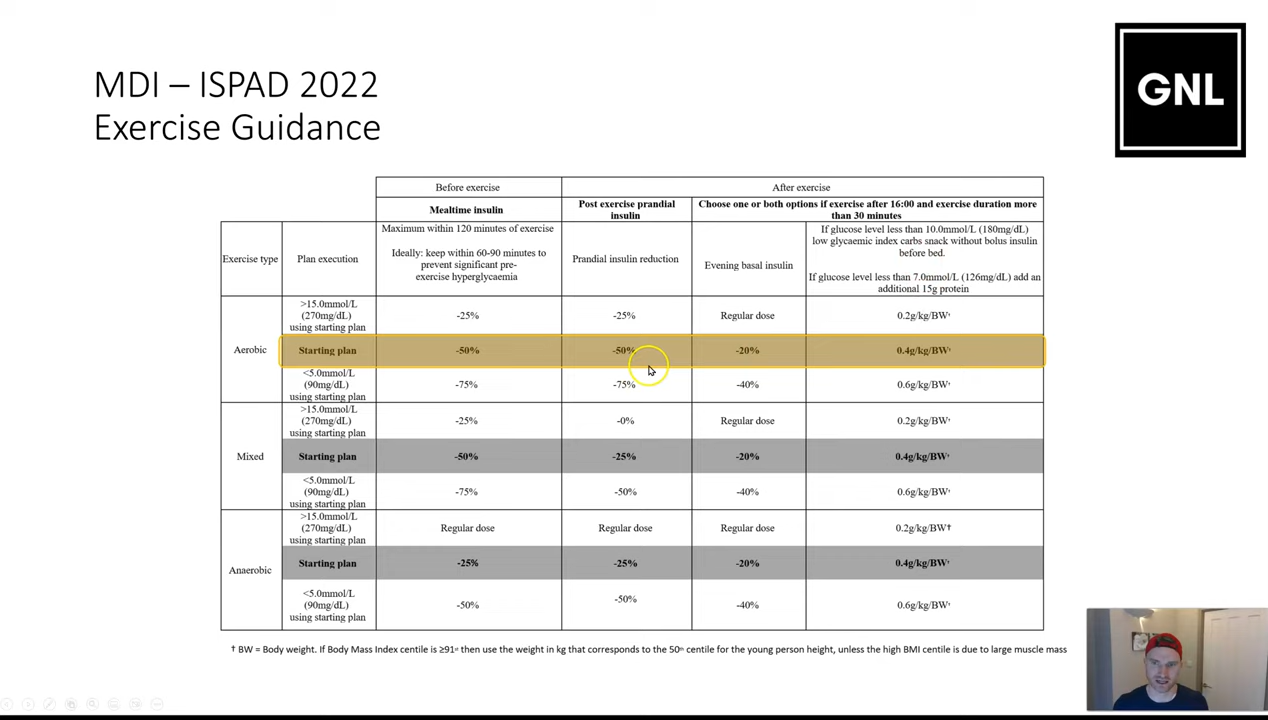 MDI – ISPAD 2022
Exercise Guidance
GNL
Before exercise
After exercise
Mealtime insulin
Post exercise prandial
insulin
Choose one or both options if exercise after 16:00 and exercise duration more
than 30 minutes
Exercise type
Plan execution
Maximum within 120 minutes of exercise
Ideally: keep within 60-90 minutes to
prevent significant pre-
exercise hyperglycaemia
Prandial insulin reduction
Evening basal insulin
If glucose level less than 10.0mmol/L (180mg/dL)
low glycaemic index carbs snack without bolus insulin
before bed.
If glucose level less than 7.0mmol/L (126mg/dL) add an
additional 15g protein
Aerobic
>15.0mmol/L
(270mg/dL)
using starting plan
-25%
-25%
Regular dose
0.2g/kg/BW†
Starting plan
-50%
-50%
-20%
0.4g/kg/BW†
<5.0mmol/L
(90mg/dL)
using starting plan
-75%
-75%
-40%
0.6g/kg/BW†
Mixed
>15.0mmol/L
(270mg/dL)
using starting plan
-25%
-0%
Regular dose
0.2g/kg/BW†
Starting plan
-50%
-25%
-20%
0.4g/kg/BW†
<5.0mmol/L
(90mg/dL)
using starting plan
-75%
-50%
-40%
0.6g/kg/BW†
Anaerobic
>15.0mmol/L
(270mg/dL)
using starting plan
Regular dose
Regular dose
Regular dose
0.2g/kg/BW†
Starting plan
-25%
-25%
-20%
0.4g/kg/BW†
<5.0mmol/L
(90mg/dL)
using starting plan
-50%
-50%
-40%
0.6g/kg/BW†
† BW = Body weight. If Body Mass Index centile is ≥91st then use the weight in kg that corresponds to the 50th centile for the young person height, unless the high BMI centile is due to large muscle mass